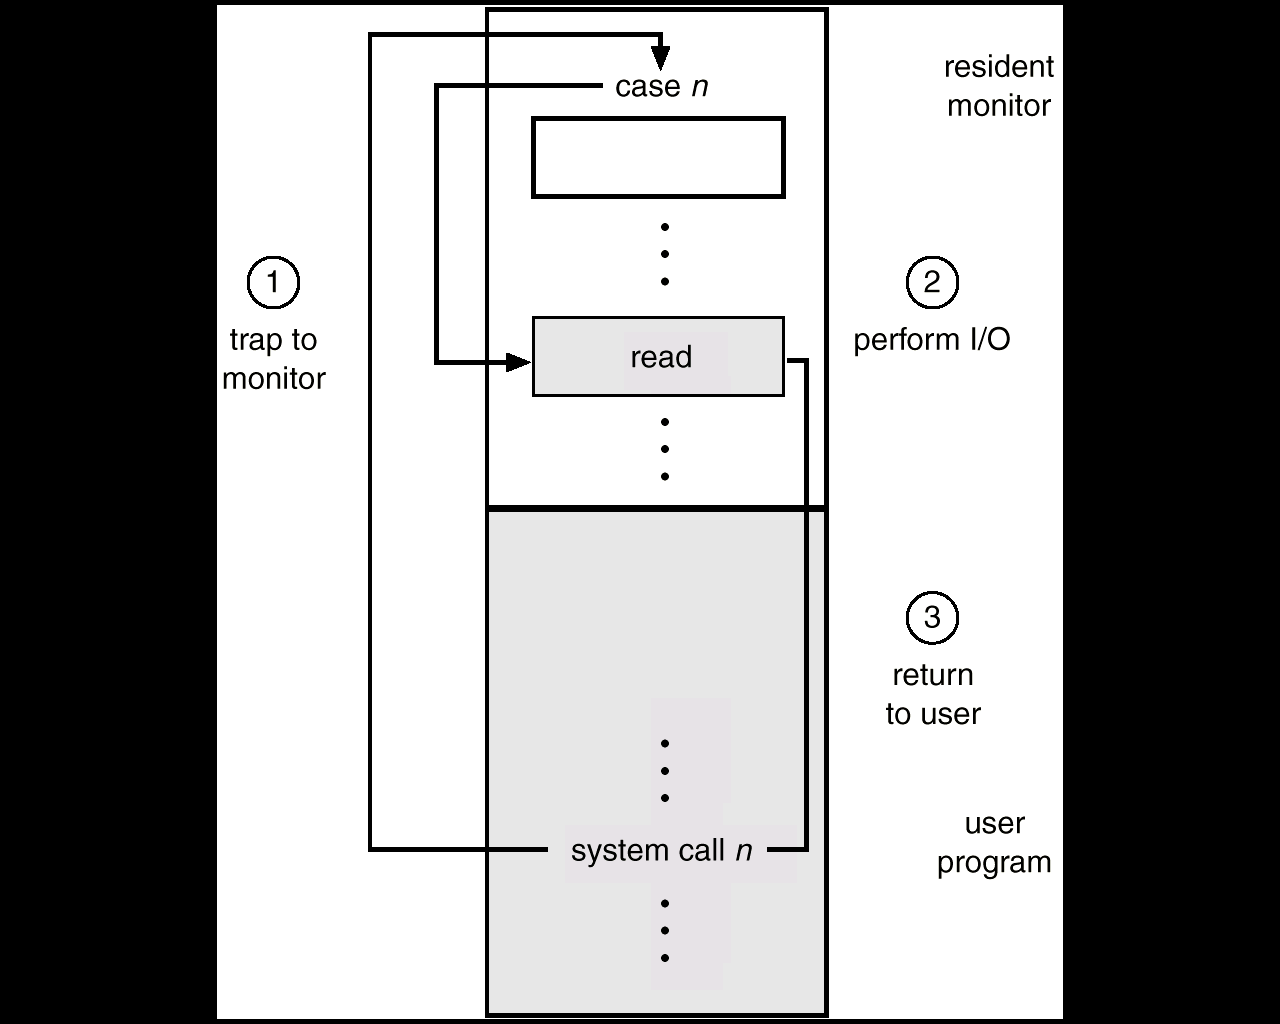 resident
monitor
case n
1
trap to
monitor
2
perform I/O
read
3
return
to user
user
program
system call n